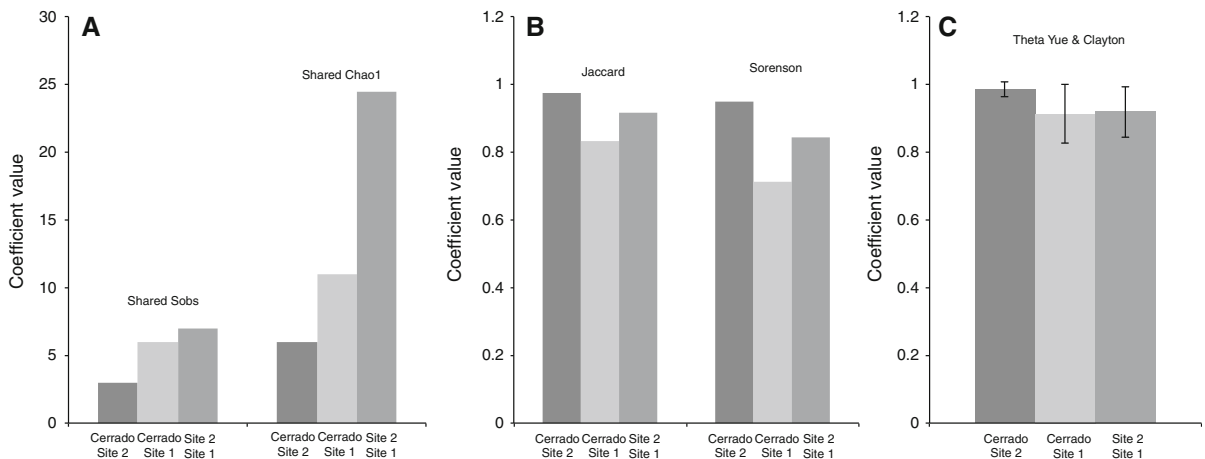 A
Coefficient value
30
25
20
15
10
5
0
Shared Sobs
Shared Chao1
Cerrado Cerrado Site 2
Site 2 Site 1 Site 1
Cerrado Cerrado Site 2
Site 2 Site 1 Site 1
B
Coefficient value
1.2
1
0.8
0.6
0.4
0.2
0
Jaccard
Sorenson
Cerrado Cerrado Site 2
Site 2 Site 1 Site 1
Cerrado Cerrado Site 2
Site 2 Site 1 Site 1
C
Coefficient value
1.2
1
0.8
0.6
0.4
0.2
0
Theta Yue & Clayton
Cerrado Cerrado Site 2
Site 2 Site 1 Site 1